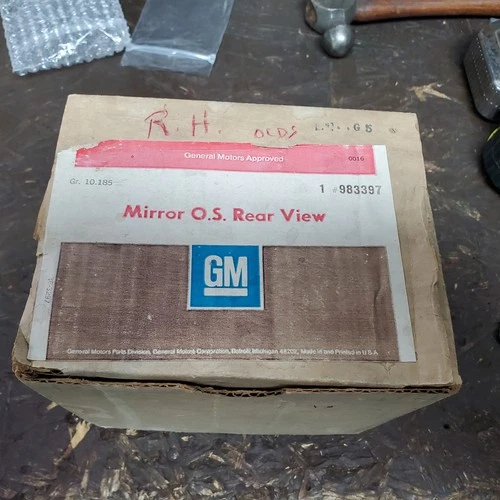 R.H. OLDS
General Motors Approved 0016
Gr. 10.185
1 983397
Mirror O.S. Rear View
GM
General Motors Parts Division, General Motors Corporation, Detroit, Michigan 48202, Made in and Printed in U.S.A.